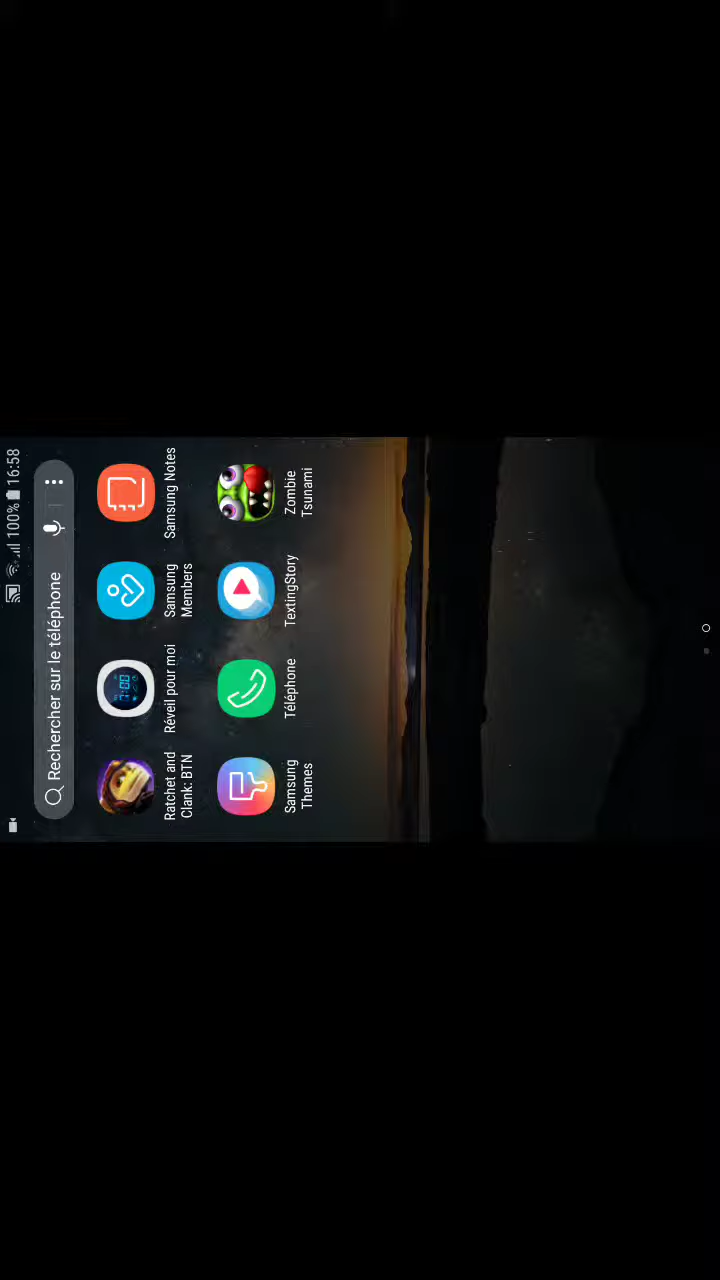 100% 16:58
Rechercher sur le téléphone
Ratchet and
Clank: BTN
Réveil pour moi
Samsung
Members
Samsung Notes
Samsung
Themes
Téléphone
TextingStory
Zombie
Tsunami